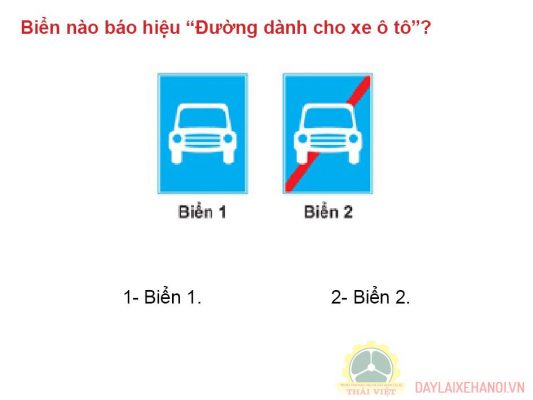 Biển nào báo hiệu “Đường dành cho xe ô tô”?
Biển 1
Biển 2
1- Biển 1.
2- Biển 2.
THÁI VIỆT
DAYLAIXEHANOI.VN